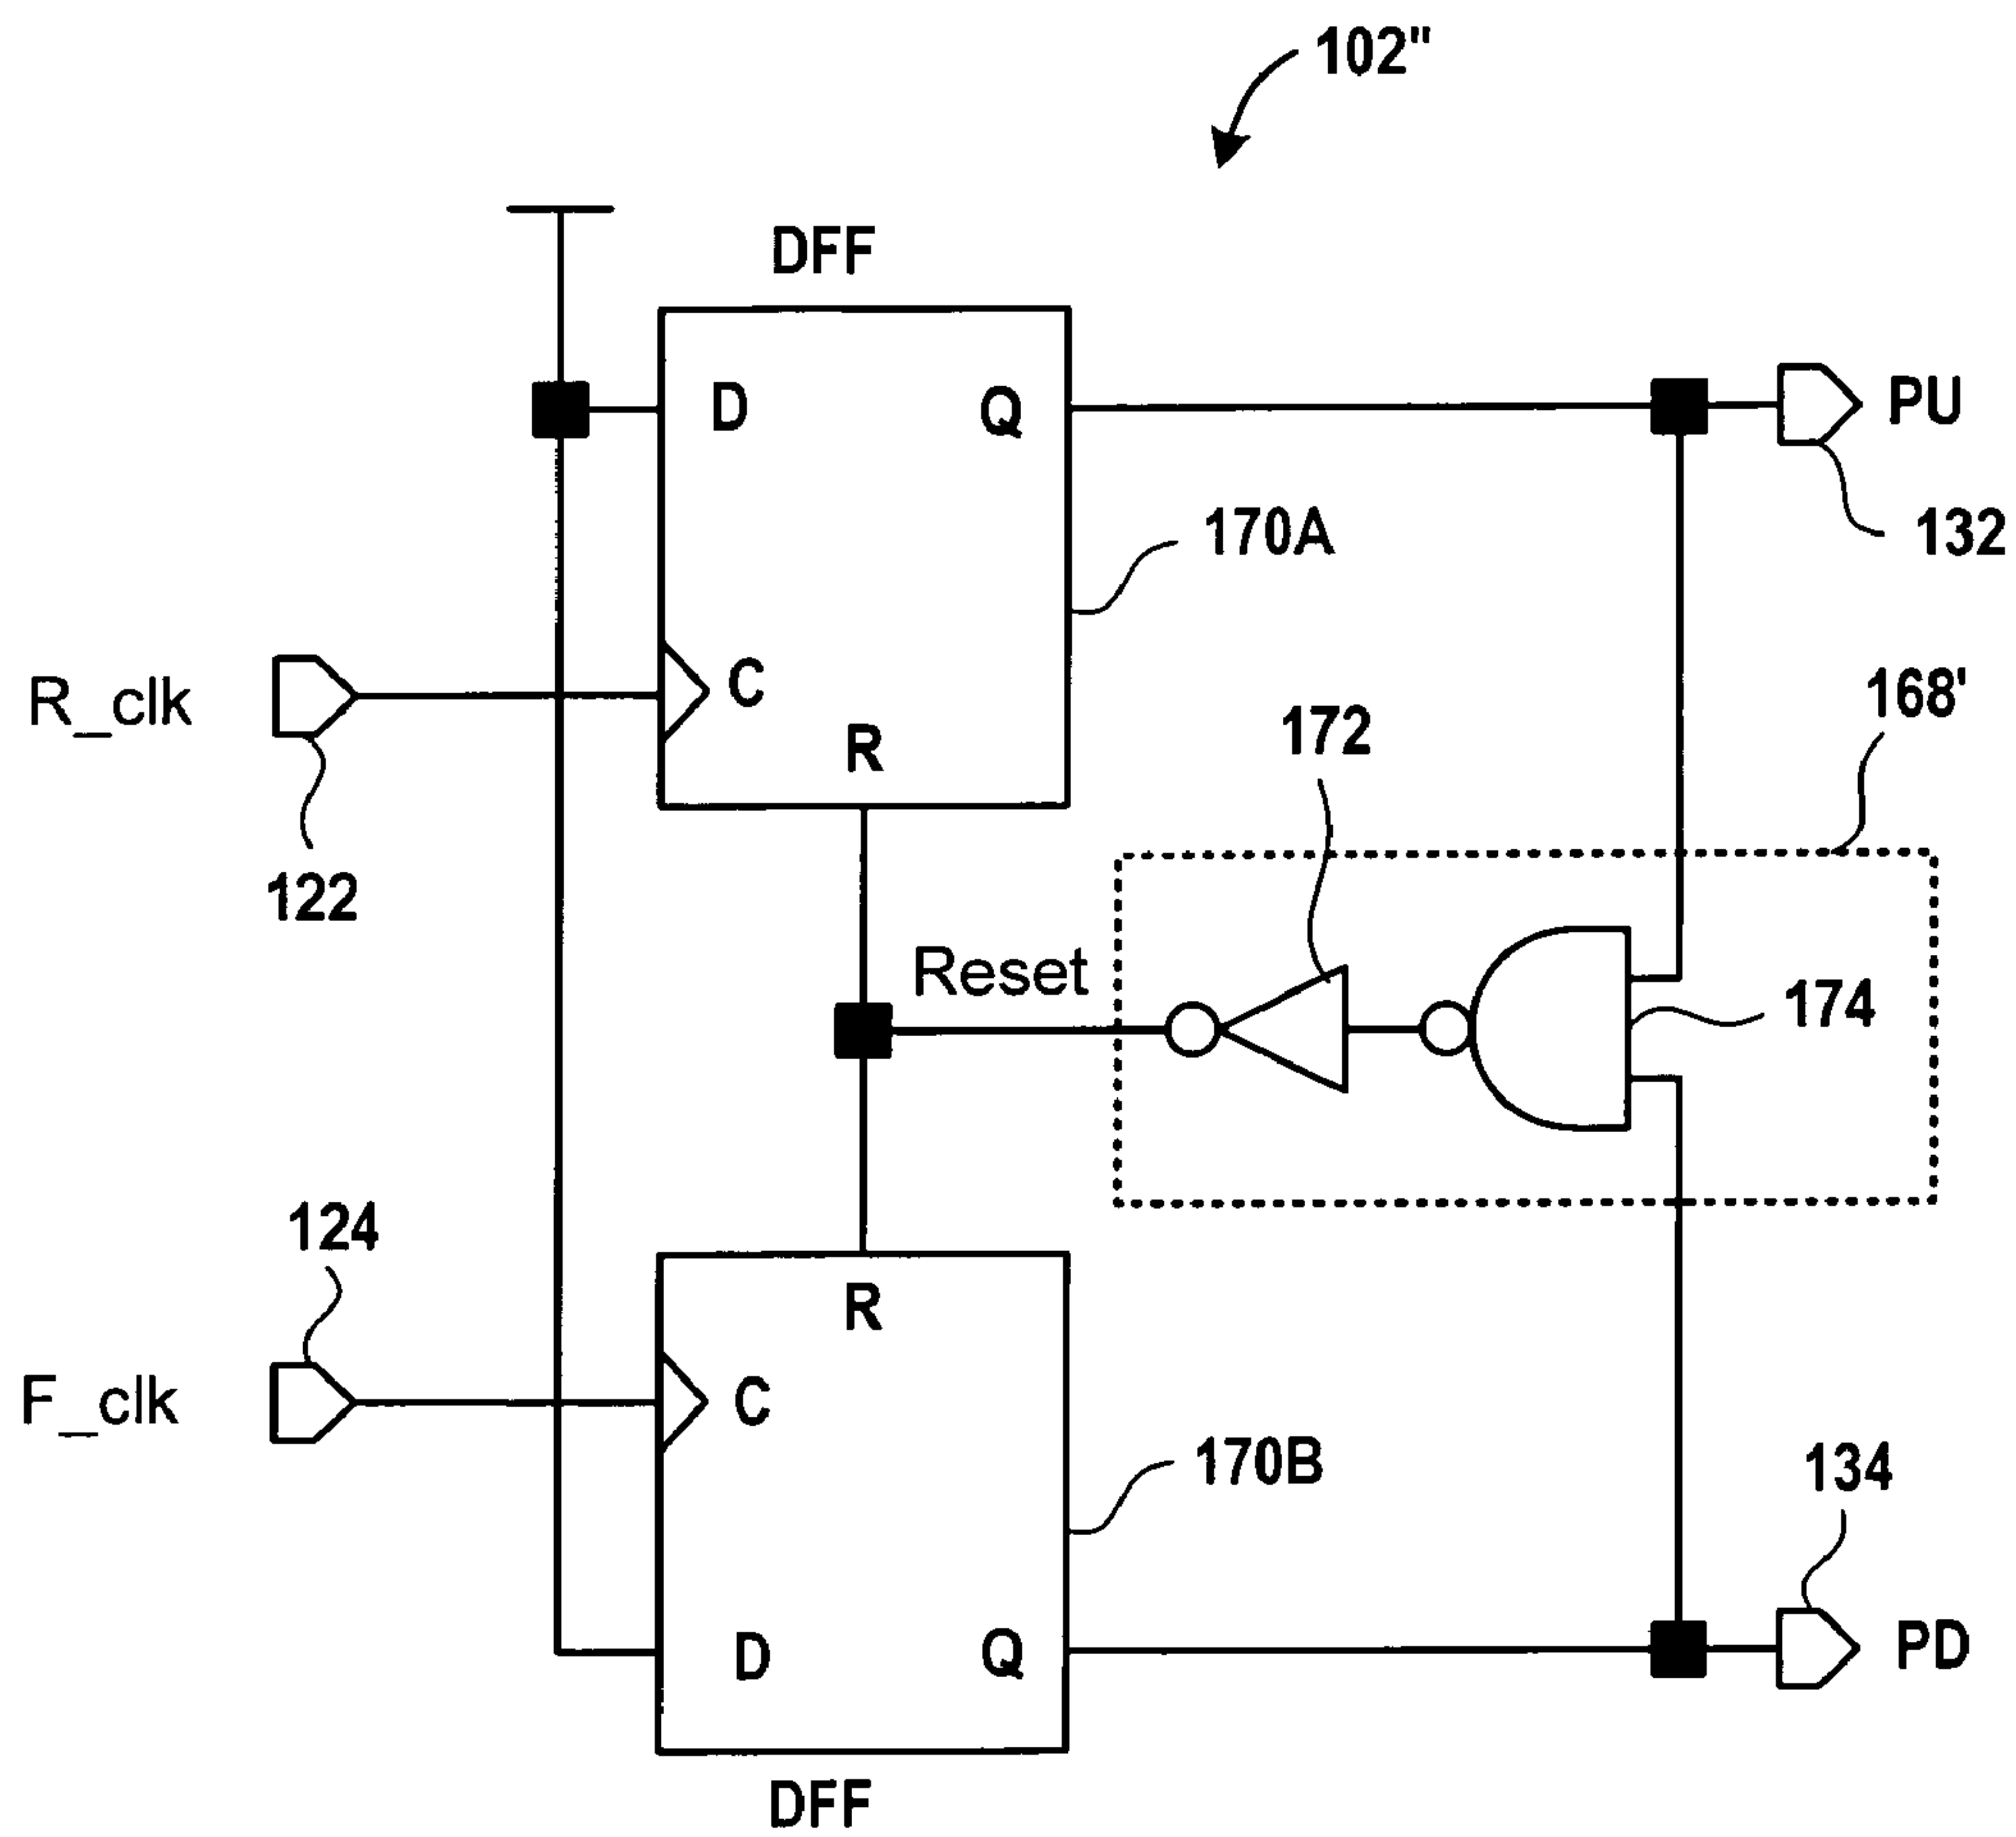 102"
DFF
D
Q
PU
170A
132
R_clk
C
168'
172
R
122
Reset
174
124
R
F_clk
C
170B
134
D
Q
PD
DFF